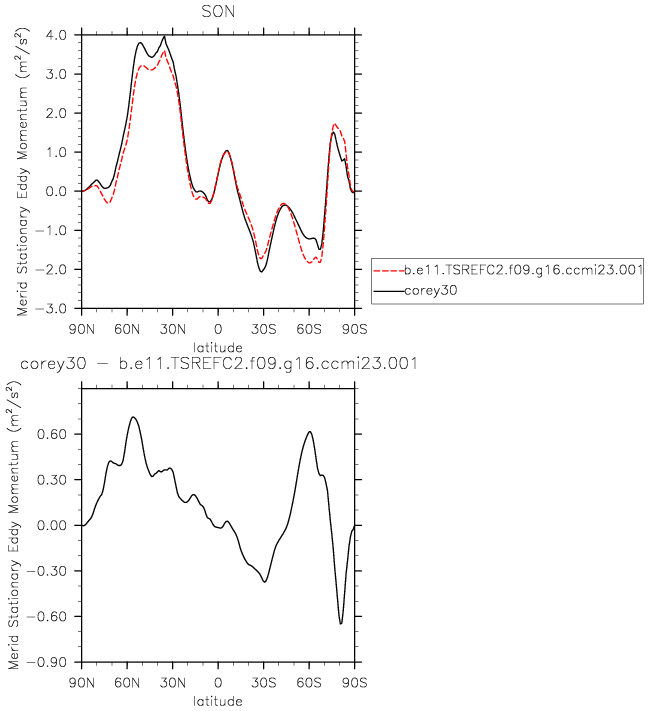 SON
Merid Stationary Eddy Momentum (m²/s²)
4.0
3.0
2.0
1.0
0.0
-1.0
-2.0
-3.0
90N 60N 30N 0 30S 60S 90S
latitude
b.e11.TSREFC2.f09.g16.ccmi23.001
corey30
corey30 - b.e11.TSREFC2.f09.g16.ccmi23.001
Merid Stationary Eddy Momentum (m²/s²)
0.60
0.30
0.00
-0.30
-0.60
-0.90
90N 60N 30N 0 30S 60S 90S
latitude